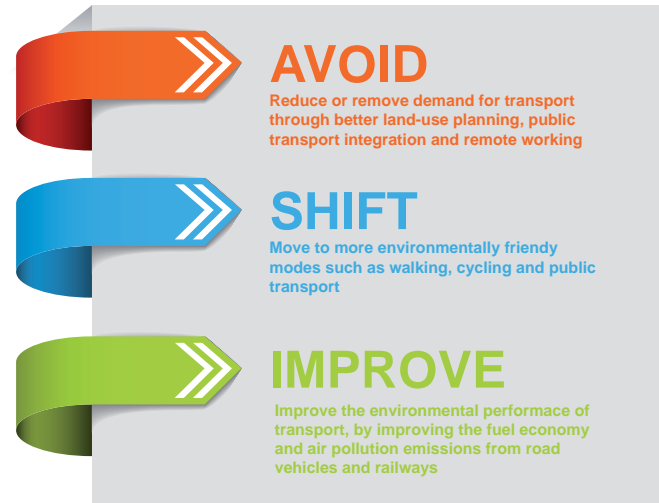 AVOID
Reduce or remove demand for transport
through better land-use planning, public
transport integration and remote working
SHIFT
Move to more environmentally friendy
modes such as walking, cycling and public
transport
IMPROVE
Improve the environmental performace of
transport, by improving the fuel economy
and air pollution emissions from road
vehicles and railways